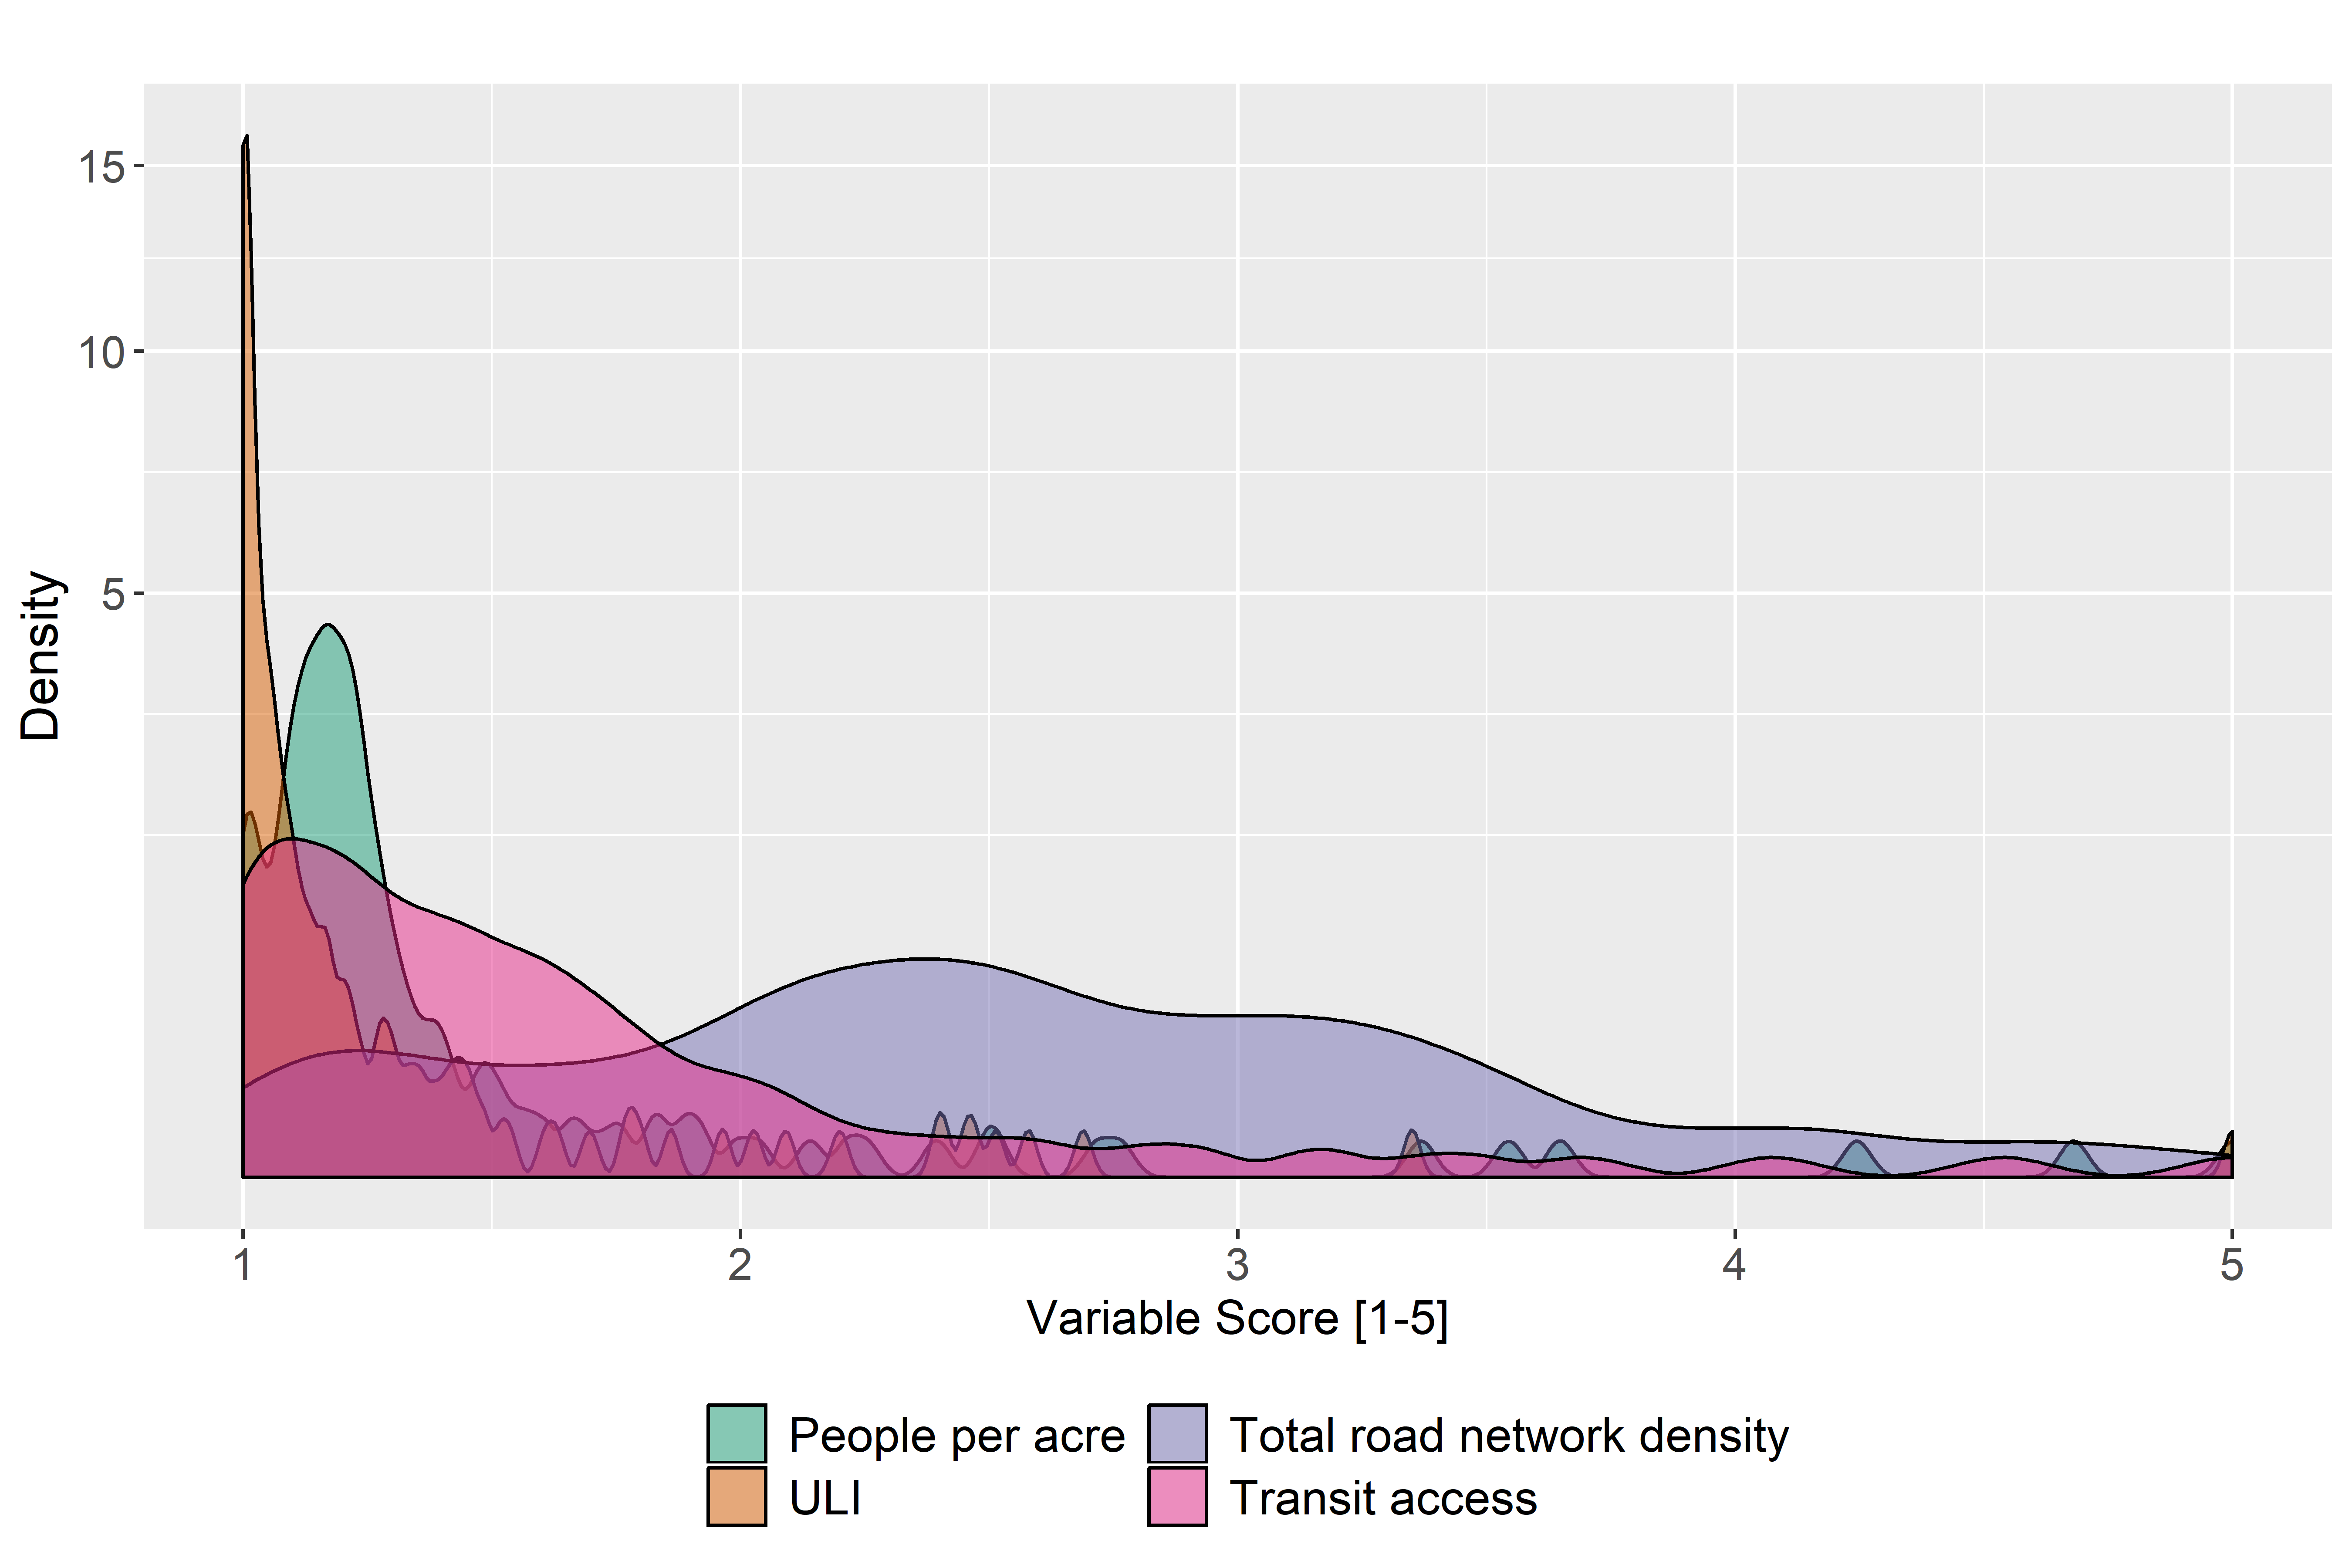 15
10
5
Density
1 2 3 4 5
Variable Score [1-5]
People per acre Total road network density
ULI Transit access